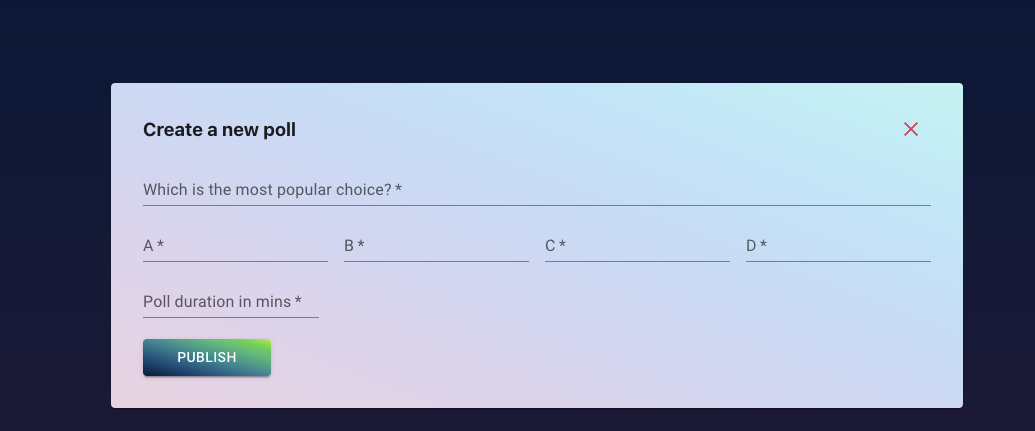 Create a new poll
Which is the most popular choice? *
A * B * C * D *
Poll duration in mins *
PUBLISH